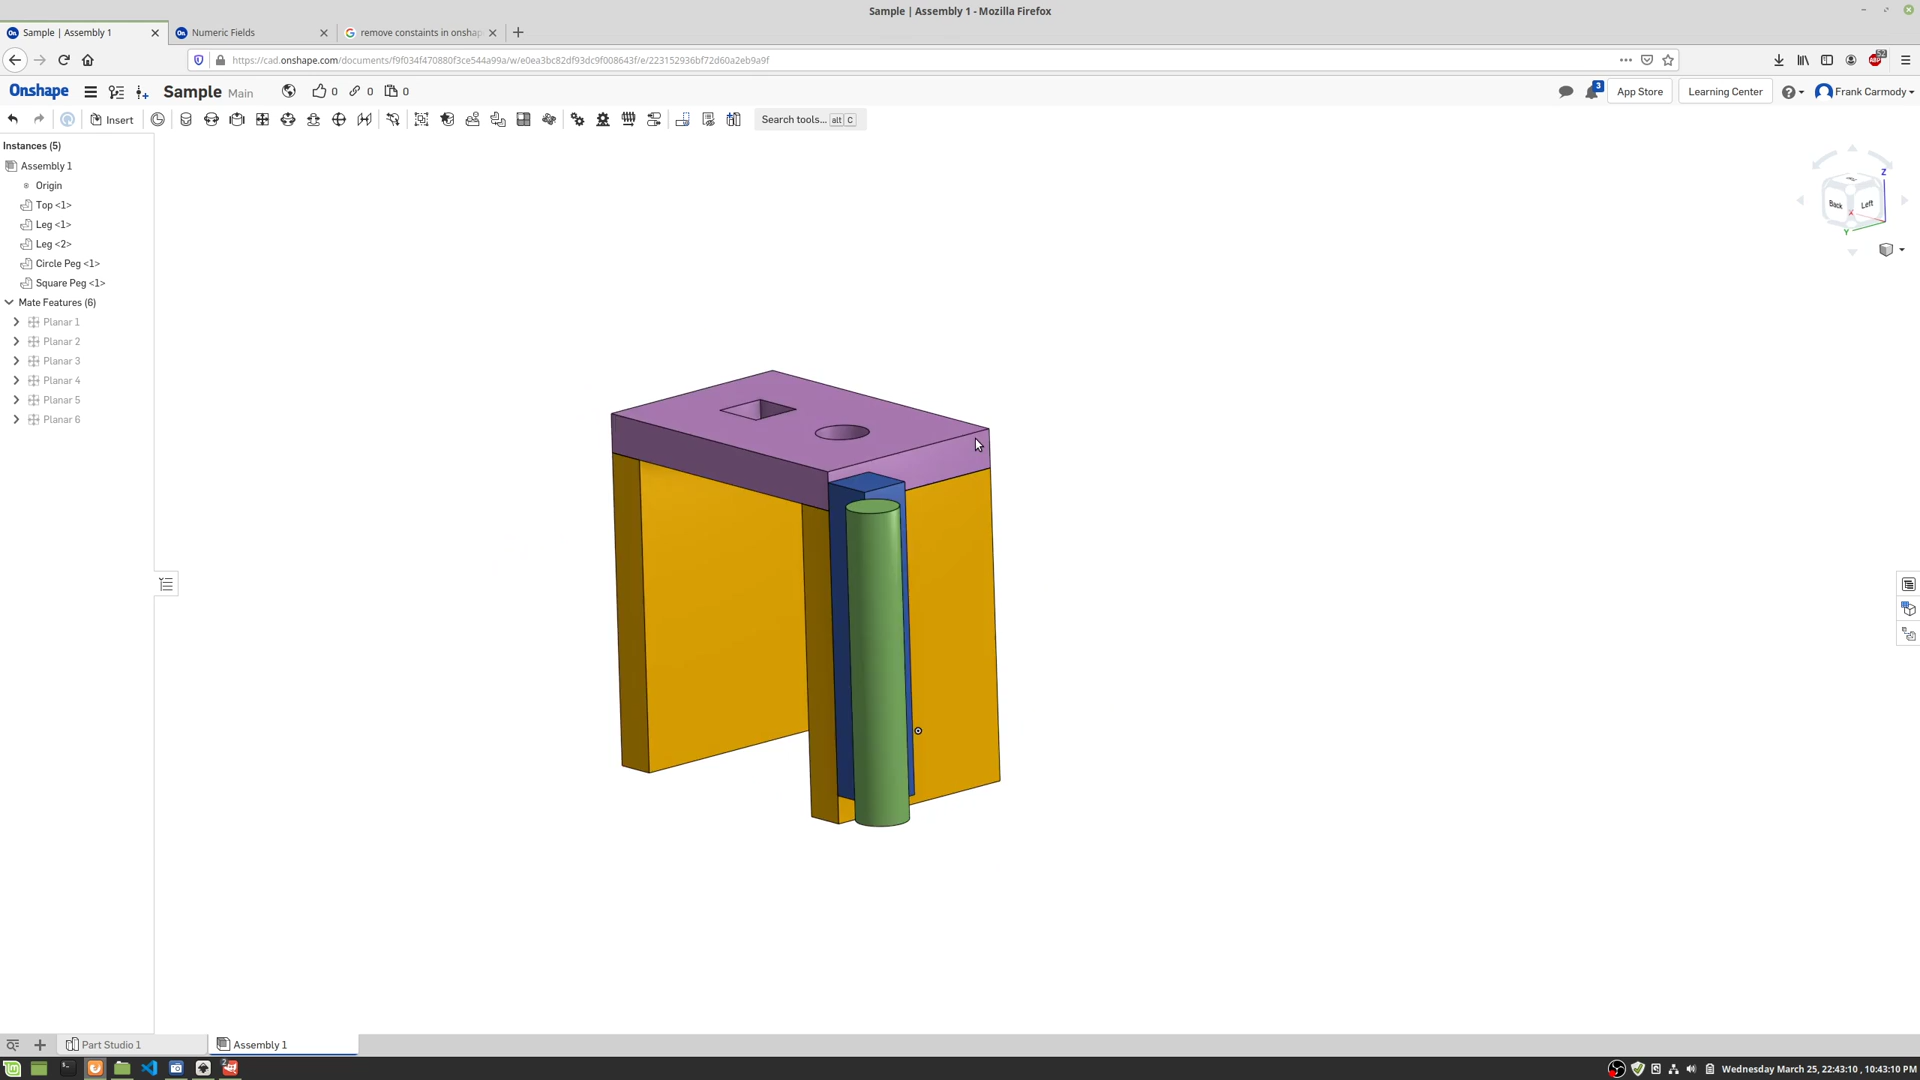 Sample | Assembly 1 - Mozilla Firefox
Sample | Assembly 1
Numeric Fields
remove constaints in onshap
https://cad.onshape.com/documents/f9f034f470880f3ce544a99a/w/e0ea3bc82df93dc9f008643f/e/223152936bf72d60a2eb9a9f
52
ABP
Onshape
Sample Main
0
0
0
3
App Store
Learning Center
Frank Carmody
Insert
Search tools... alt C
Instances (5)
Assembly 1
Origin
Top <1>
Leg <1>
Leg <2>
Circle Peg <1>
Square Peg <1>
Mate Features (6)
Planar 1
Planar 2
Planar 3
Planar 4
Planar 5
Planar 6
Z
Back
Left
X
Y
Part Studio 1
Assembly 1
2
Wednesday March 25, 22:43:10 , 10:43:10 PM